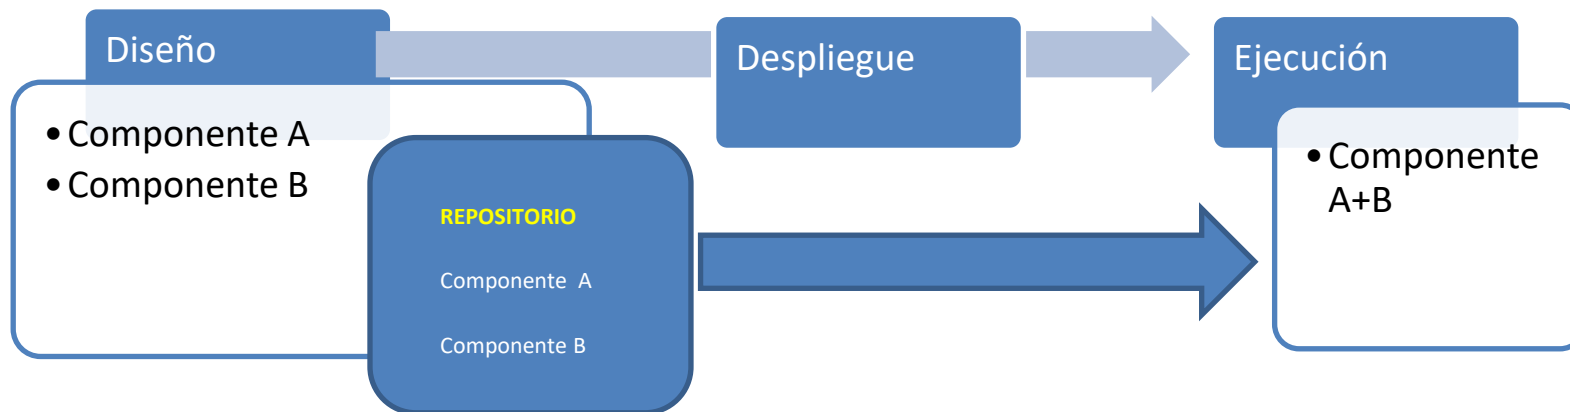 Diseño
Despliegue
Ejecución
• Componente A
• Componente B
REPOSITORIO
Componente A
Componente B
• Componente
A+B